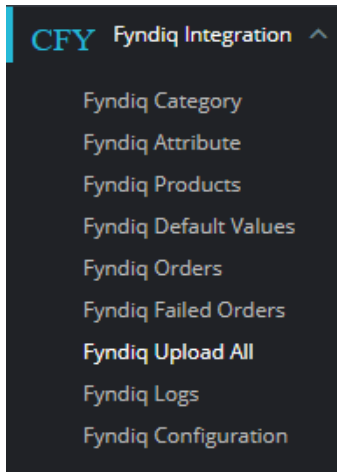 CFY Fyndiq Integration
Fyndiq Category
Fyndiq Attribute
Fyndiq Products
Fyndiq Default Values
Fyndiq Orders
Fyndiq Failed Orders
Fyndiq Upload All
Fyndiq Logs
Fyndiq Configuration